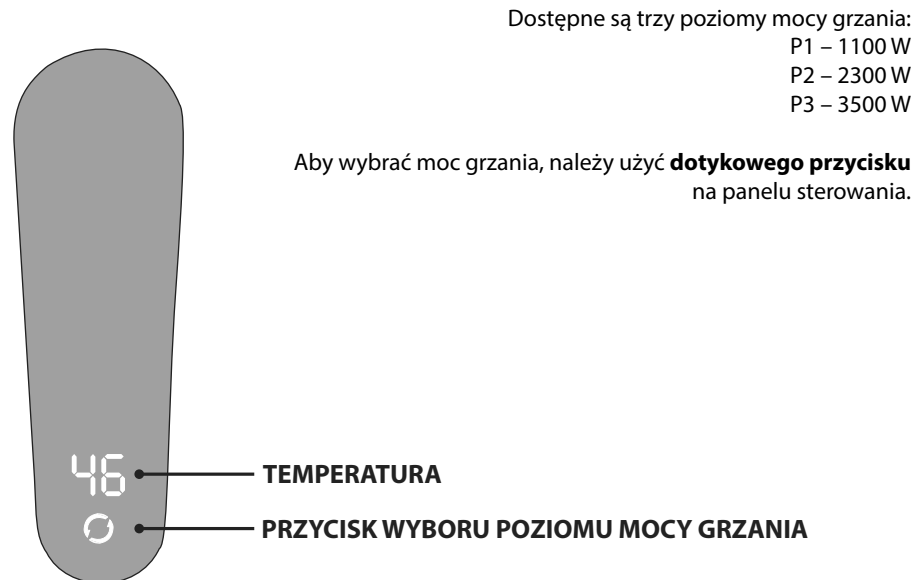 Dostępne są trzy poziomy mocy grzania:
P1 – 1100 W
P2 – 2300 W
P3 – 3500 W
Aby wybrać moc grzania, należy użyć dotykowego przycisku
na panelu sterowania.
46
TEMPERATURA
PRZYCISK WYBORU POZIOMU MOCY GRZANIA